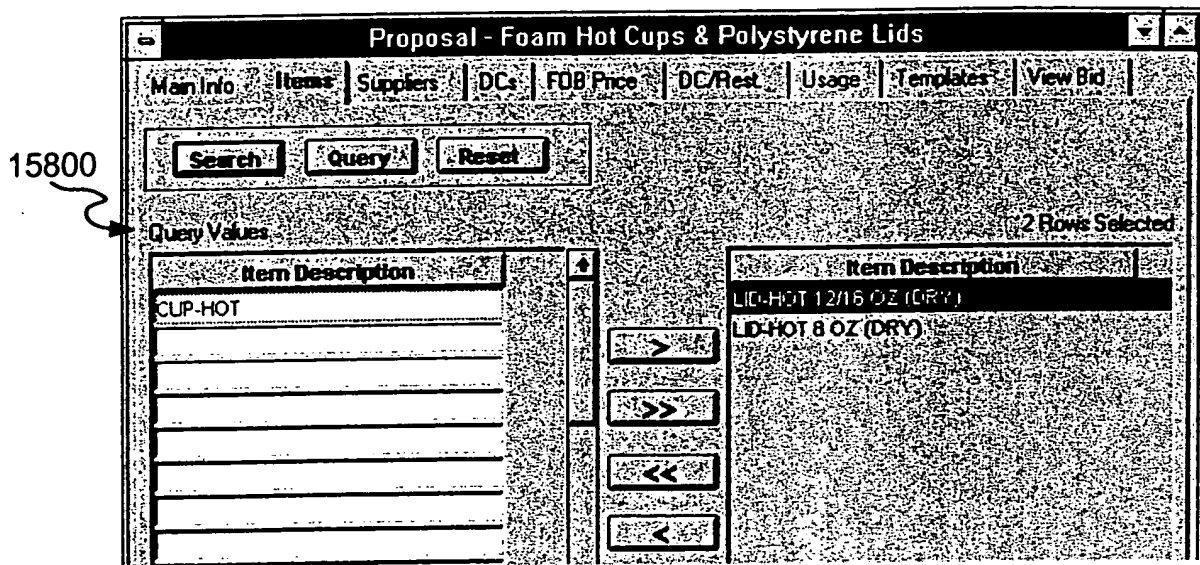 Proposal - Foam Hot Cups & Polystyrene Lids
Main Info Items Suppliers DCs FOB Price DC/Rest. Usage Templates View Bid
Search Query Reset
15800
Query Values
2 Rows Selected
Item Description
CUP-HOT
>
>>
<<
<
Item Description
LID-HOT 12/16 OZ (DRY)
LID-HOT 8 OZ (DRY)